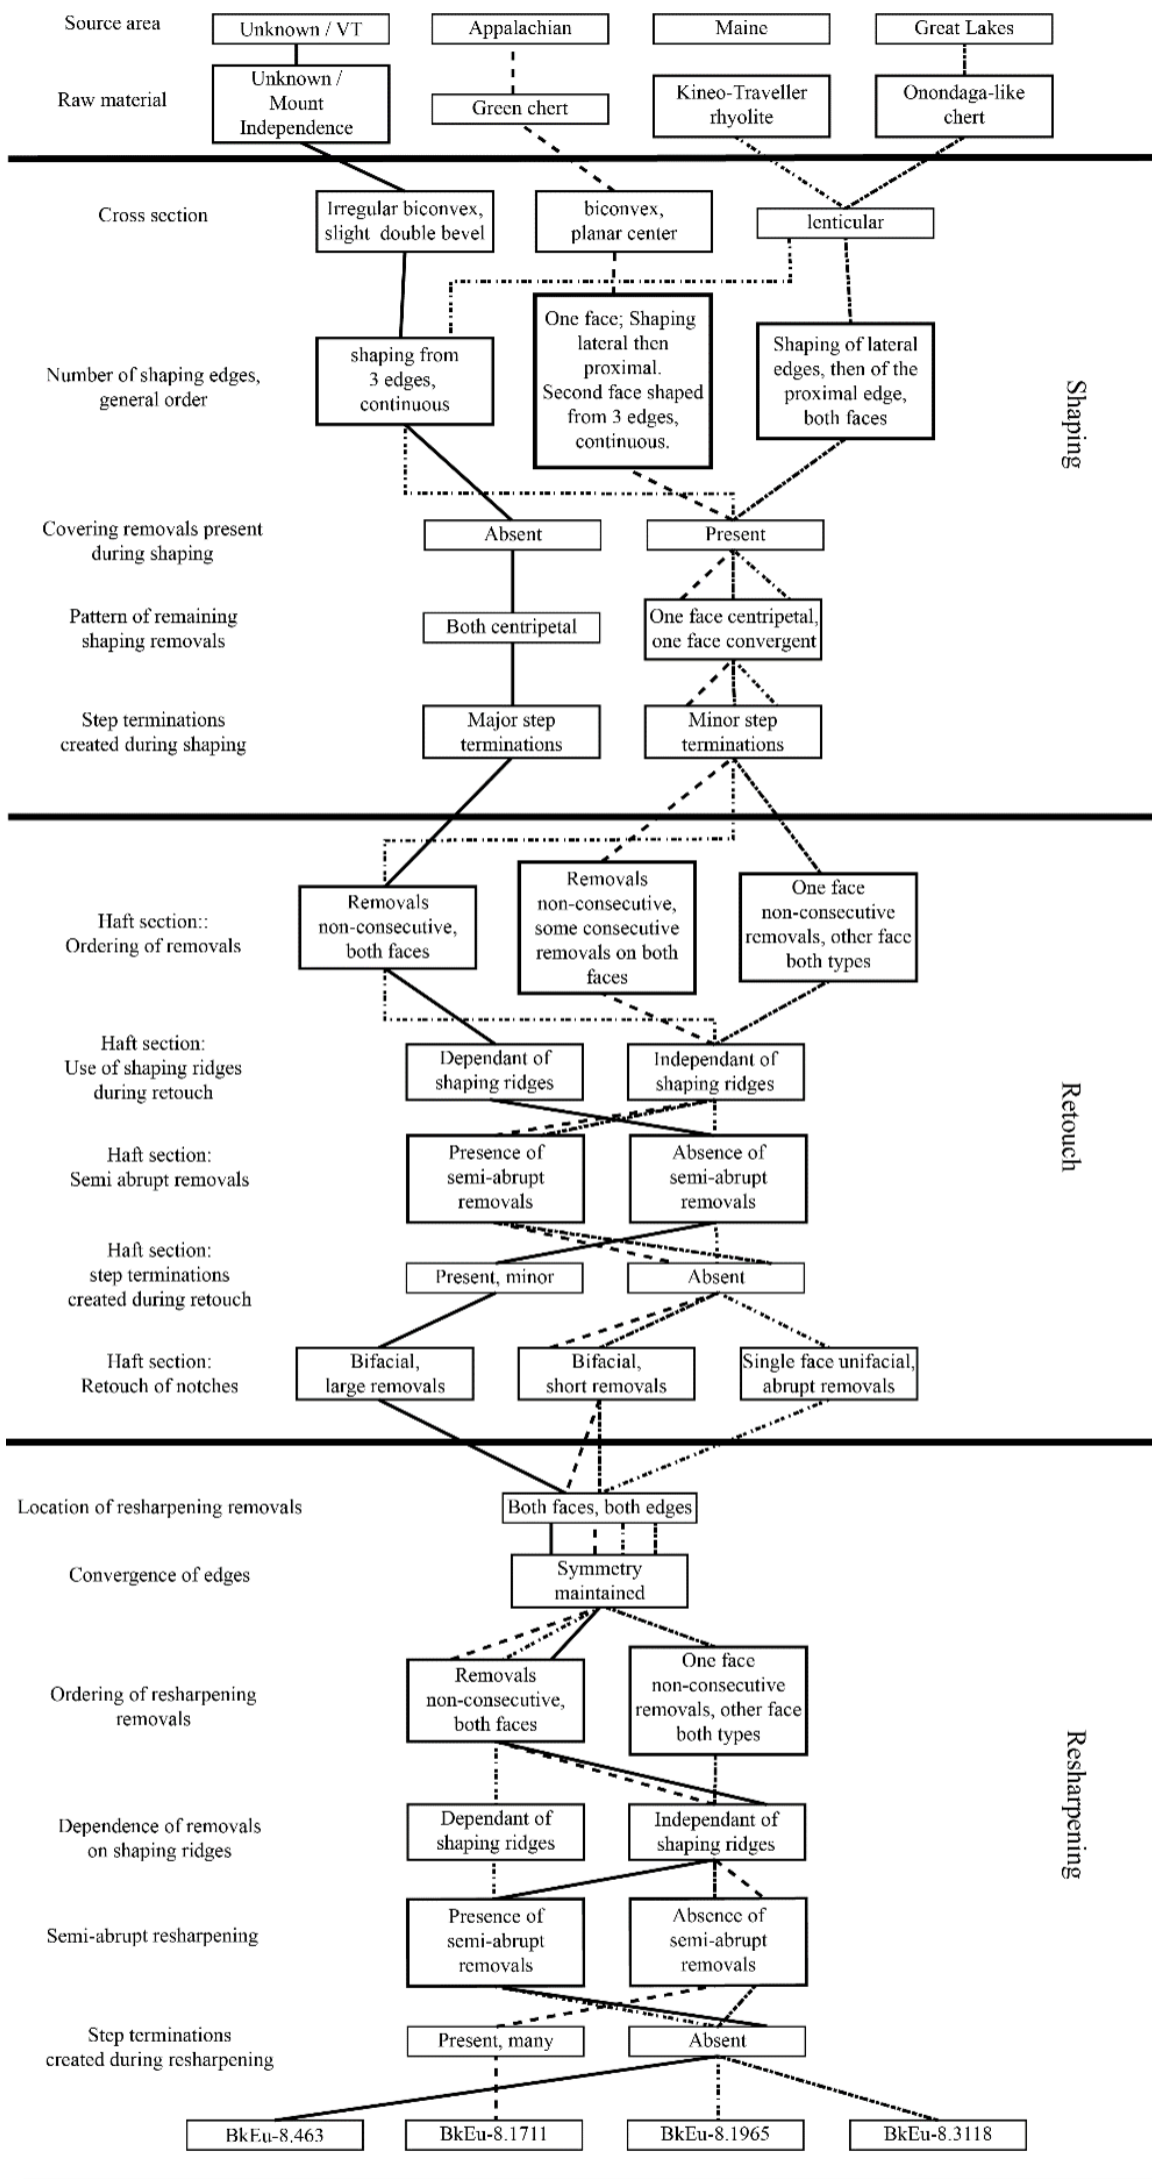 Source area
Unknown / VT
Appalachian
Maine
Great Lakes
Raw material
Unknown /
Mount
Independence
Green chert
Kineo-Traveller
rhyolite
Onondaga-like
chert
Cross section
Irregular biconvex,
slight double bevel
biconvex,
planar center
lenticular
Number of shaping edges,
general order
shaping from
3 edges,
continuous
One face; Shaping
lateral then
proximal.
Second face shaped
from 3 edges,
continuous.
Shaping of lateral
edges, then of the
proximal edge,
both faces
Shaping
Covering removals present
during shaping
Absent
Present
Pattern of remaining
shaping removals
Both centripetal
One face centripetal,
one face convergent
Step terminations
created during shaping
Major step
terminations
Minor step
terminations
Haft section::
Ordering of removals
Removals
non-consecutive,
both faces
Removals
non-consecutive,
some consecutive
removals on both
faces
One face
non-consecutive
removals, other face
both types
Haft section:
Use of shaping ridges
during retouch
Dependant of
shaping ridges
Independant of
shaping ridges
Retouch
Haft section:
Semi abrupt removals
Presence of
semi-abrupt
removals
Absence of
semi-abrupt
removals
Haft section:
step terminations
created during retouch
Present, minor
Absent
Haft section:
Retouch of notches
Bifacial,
large removals
Bifacial,
short removals
Single face unifacial,
abrupt removals
Location of resharpening removals
Both faces, both edges
Convergence of edges
Symmetry
maintained
Ordering of resharpening
removals
Removals
non-consecutive,
both faces
One face
non-consecutive
removals, other face
both types
Resharpening
Dependence of removals
on shaping ridges
Dependant of
shaping ridges
Independant of
shaping ridges
Semi-abrupt resharpening
Presence of
semi-abrupt
removals
Absence of
semi-abrupt
removals
Step terminations
created during resharpening
Present, many
Absent
BkEu-8.463
BkEu-8.1711
BkEu-8.1965
BkEu-8.3118